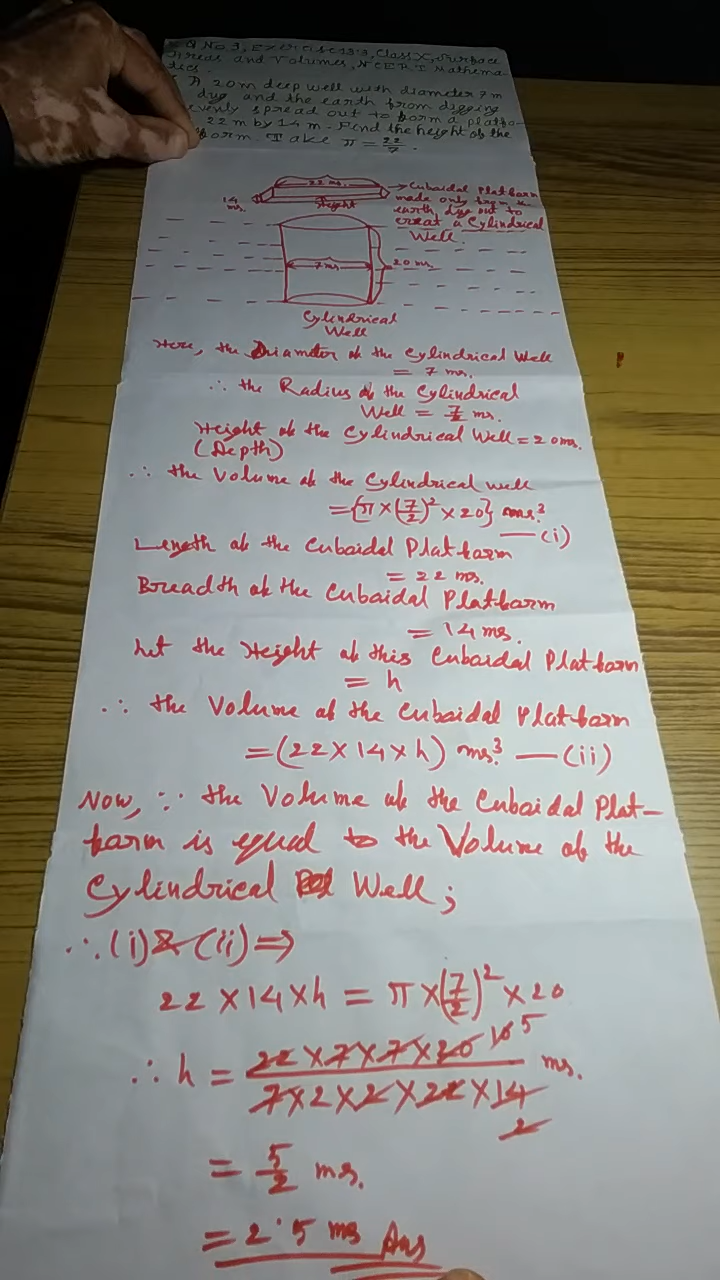 Q No 3, Exercise 13.3, Class X, Surface
Areas and Volumes, NCERT Mathema-
tics.
A 20m deep well with diameter 7 m
dug and the earth from digging
evenly spread out to form a platfo-
22 m by 14 m. Find the height of the
form. Take π = 22/7.
22 ms.
14 ms.
Height
→ Cuboidal Platform
made only from the
earth, dug out to
creat a Cylindrical
Well.
7 ms.
20 ms.
Cylindrical
Well
Here, the Diameter of the Cylindrical Well
= 7 ms.
∴ the Radius of the Cylindrical
Well = 7/2 ms.
Height of the Cylindrical Well = 20 ms.
(Depth)
∴ the Volume of the Cylindrical well
= {π × (7/2)² × 20} ms.³ —(i)
Length of the Cuboidal Platform
= 22 ms.
Breadth of the Cuboidal Platform
= 14 ms.
Let the Height of this Cuboidal Platform
= h
∴ the Volume of the Cuboidal Platform
= (22 × 14 × h) ms.³ —(ii)
Now, ∵ the Volume of the Cuboidal Plat-
form is equal to the Volume of the
Cylindrical Well;
∴ (i) & (ii) ⇒
22 × 14 × h = π × (7/2)² × 20
∴ h = 22 × 7 × 7 × 20 10 5 / 7 × 2 × 2 × 22 × 14 2 ms.
= 5/2 ms.
= 2.5 ms Ans